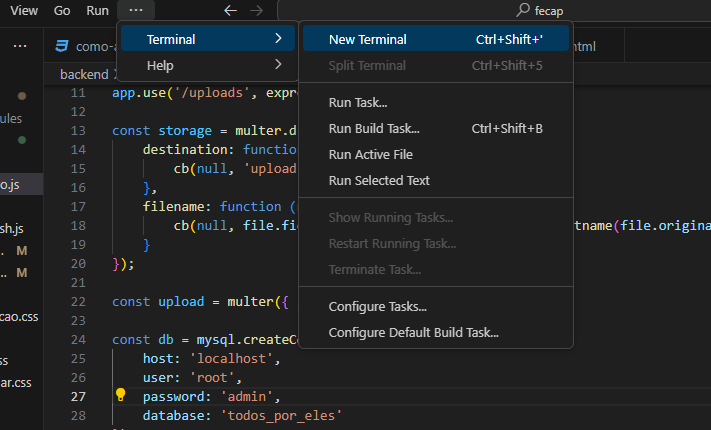 View Go Run ··· fecap
como-a
html
Terminal
Help
New Terminal Ctrl+Shift+'
Split Terminal Ctrl+Shift+5
Run Task...
Run Build Task... Ctrl+Shift+B
Run Active File
Run Selected Text
Show Running Tasks...
Restart Running Task...
Terminate Task...
Configure Tasks...
Configure Default Build Task...
backend
ules
o.js
sh.js
M
M
cao.css
ss
ar.css
11 app.use('/uploads', expre
12
13 const storage = multer.d
14 destination: function
15 cb(null, 'upload
16 },
17 filename: function (
18 cb(null, file.fie tname(file.origina
19 }
20 });
21
22 const upload = multer({
23
24 const db = mysql.createCo
25 host: 'localhost',
26 user: 'root',
27 password: 'admin',
28 database: 'todos_por_eles'